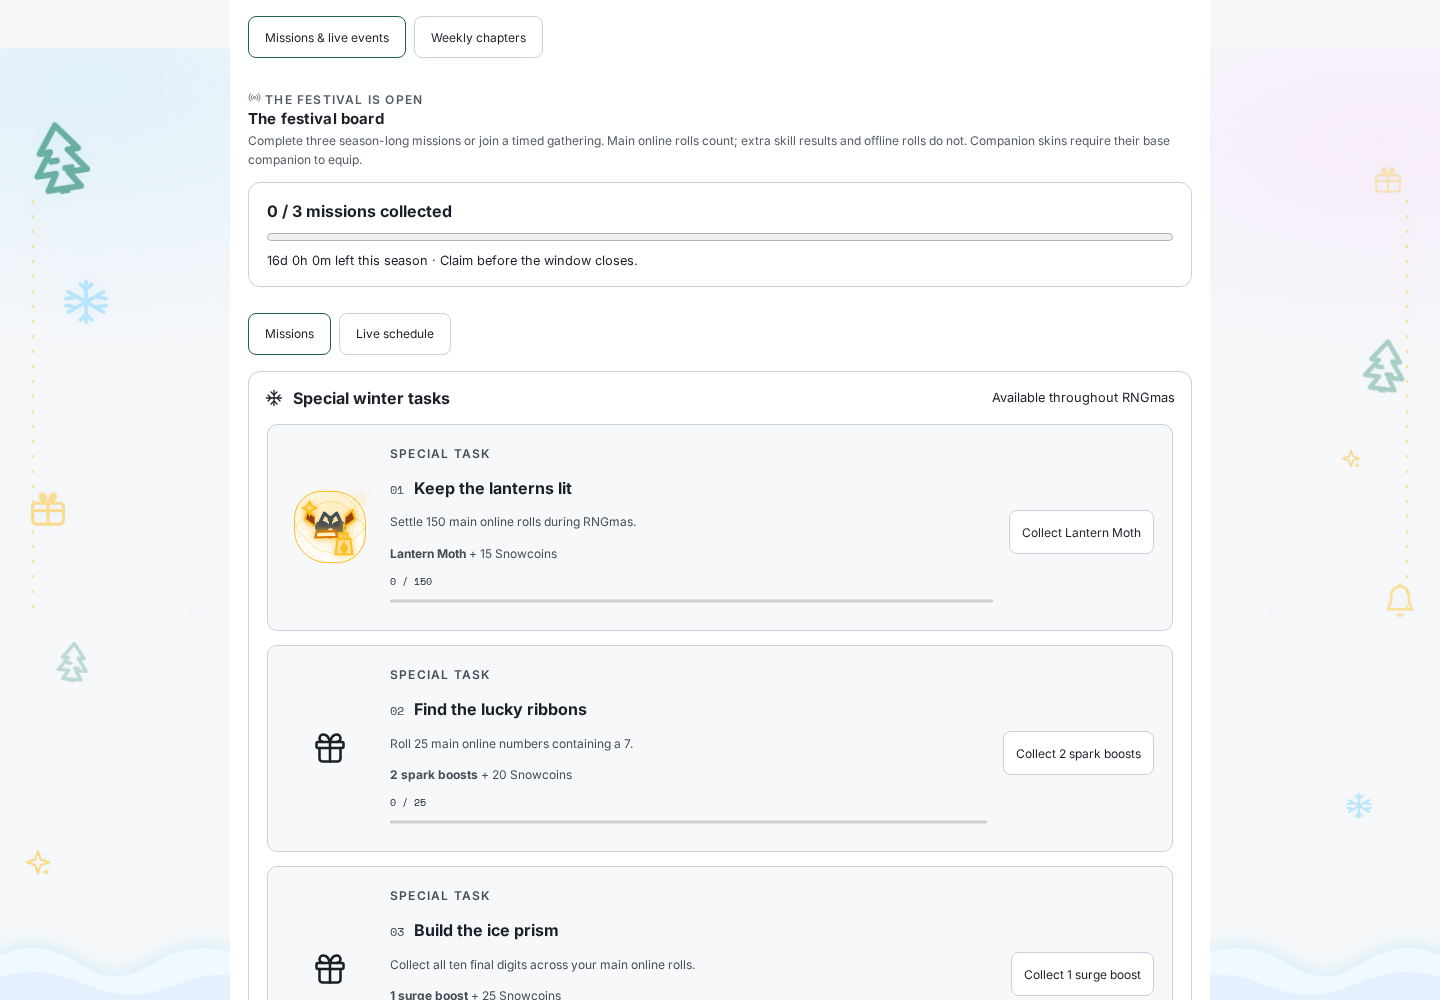 Missions & live events
Weekly chapters
THE FESTIVAL IS OPEN
The festival board
Complete three season-long missions or join a timed gathering. Main online rolls count; extra skill results and offline rolls do not. Companion skins require their base
companion to equip.
0 / 3 missions collected
16d 0h 0m left this season · Claim before the window closes.
Missions
Live schedule
Special winter tasks
Available throughout RNGmas
SPECIAL TASK
01 Keep the lanterns lit
Settle 150 main online rolls during RNGmas.
Lantern Moth + 15 Snowcoins
0 / 150
Collect Lantern Moth
SPECIAL TASK
02 Find the lucky ribbons
Roll 25 main online numbers containing a 7.
2 spark boosts + 20 Snowcoins
0 / 25
Collect 2 spark boosts
SPECIAL TASK
03 Build the ice prism
Collect all ten final digits across your main online rolls.
1 surge boost + 25 Snowcoins
Collect 1 surge boost